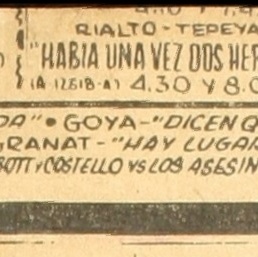 RIALTO - TEPEYA
"HABIA UNA VEZ DOS HER
(A-12618-A) 4.30 Y 8.0
DA" • GOYA - "DICEN Q
GRANAT - "HAY LUGAR
BOTT Y COSTELLO VS LOS ASESIN